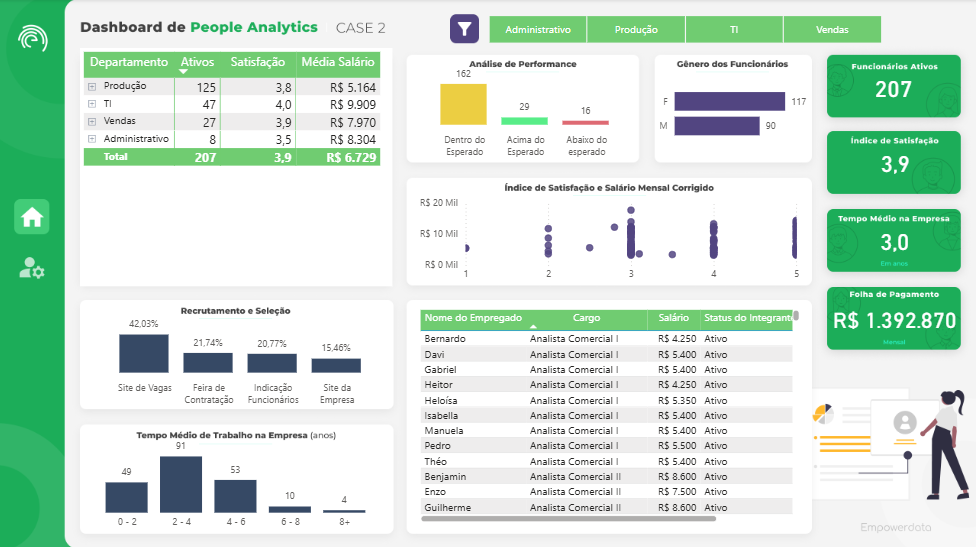 Dashboard de People Analytics CASE 2
Administrativo Produção TI Vendas
Departamento Ativos Satisfação Média Salário
Produção 125 3,8 R$ 5.164
TI 47 4,0 R$ 9.909
Vendas 27 3,9 R$ 7.970
Administrativo 8 3,5 R$ 8.304
Total 207 3,9 R$ 6.729
Análise de Performance
162
29
16
Dentro do Esperado
Acima do Esperado
Abaixo do esperado
Gênero dos Funcionários
F 117
M 90
Funcionários Ativos
207
Índice de Satisfação
3,9
Tempo Médio na Empresa
3,0
Em anos
Folha de Pagamento
R$ 1.392.870
Mensal
Índice de Satisfação e Salário Mensal Corrigido
R$ 20 Mil
R$ 10 Mil
R$ 0 Mil
1 2 3 4 5
Recrutamento e Seleção
42,03%
21,74%
20,77%
15,46%
Site de Vagas
Feira de Contratação
Indicação Funcionários
Site da Empresa
Tempo Médio de Trabalho na Empresa (anos)
49
91
53
10
4
0 - 2 2 - 4 4 - 6 6 - 8 8+
Nome do Empregado Cargo Salário Status do Integrante
Bernardo Analista Comercial I R$ 4.250 Ativo
Davi Analista Comercial I R$ 5.400 Ativo
Gabriel Analista Comercial I R$ 5.400 Ativo
Heitor Analista Comercial I R$ 4.250 Ativo
Heloísa Analista Comercial I R$ 5.350 Ativo
Isabella Analista Comercial I R$ 5.400 Ativo
Manuela Analista Comercial I R$ 5.400 Ativo
Pedro Analista Comercial I R$ 5.500 Ativo
Théo Analista Comercial I R$ 5.400 Ativo
Benjamin Analista Comercial II R$ 8.600 Ativo
Enzo Analista Comercial II R$ 7.500 Ativo
Guilherme Analista Comercial II R$ 8.600 Ativo
Empowerdata